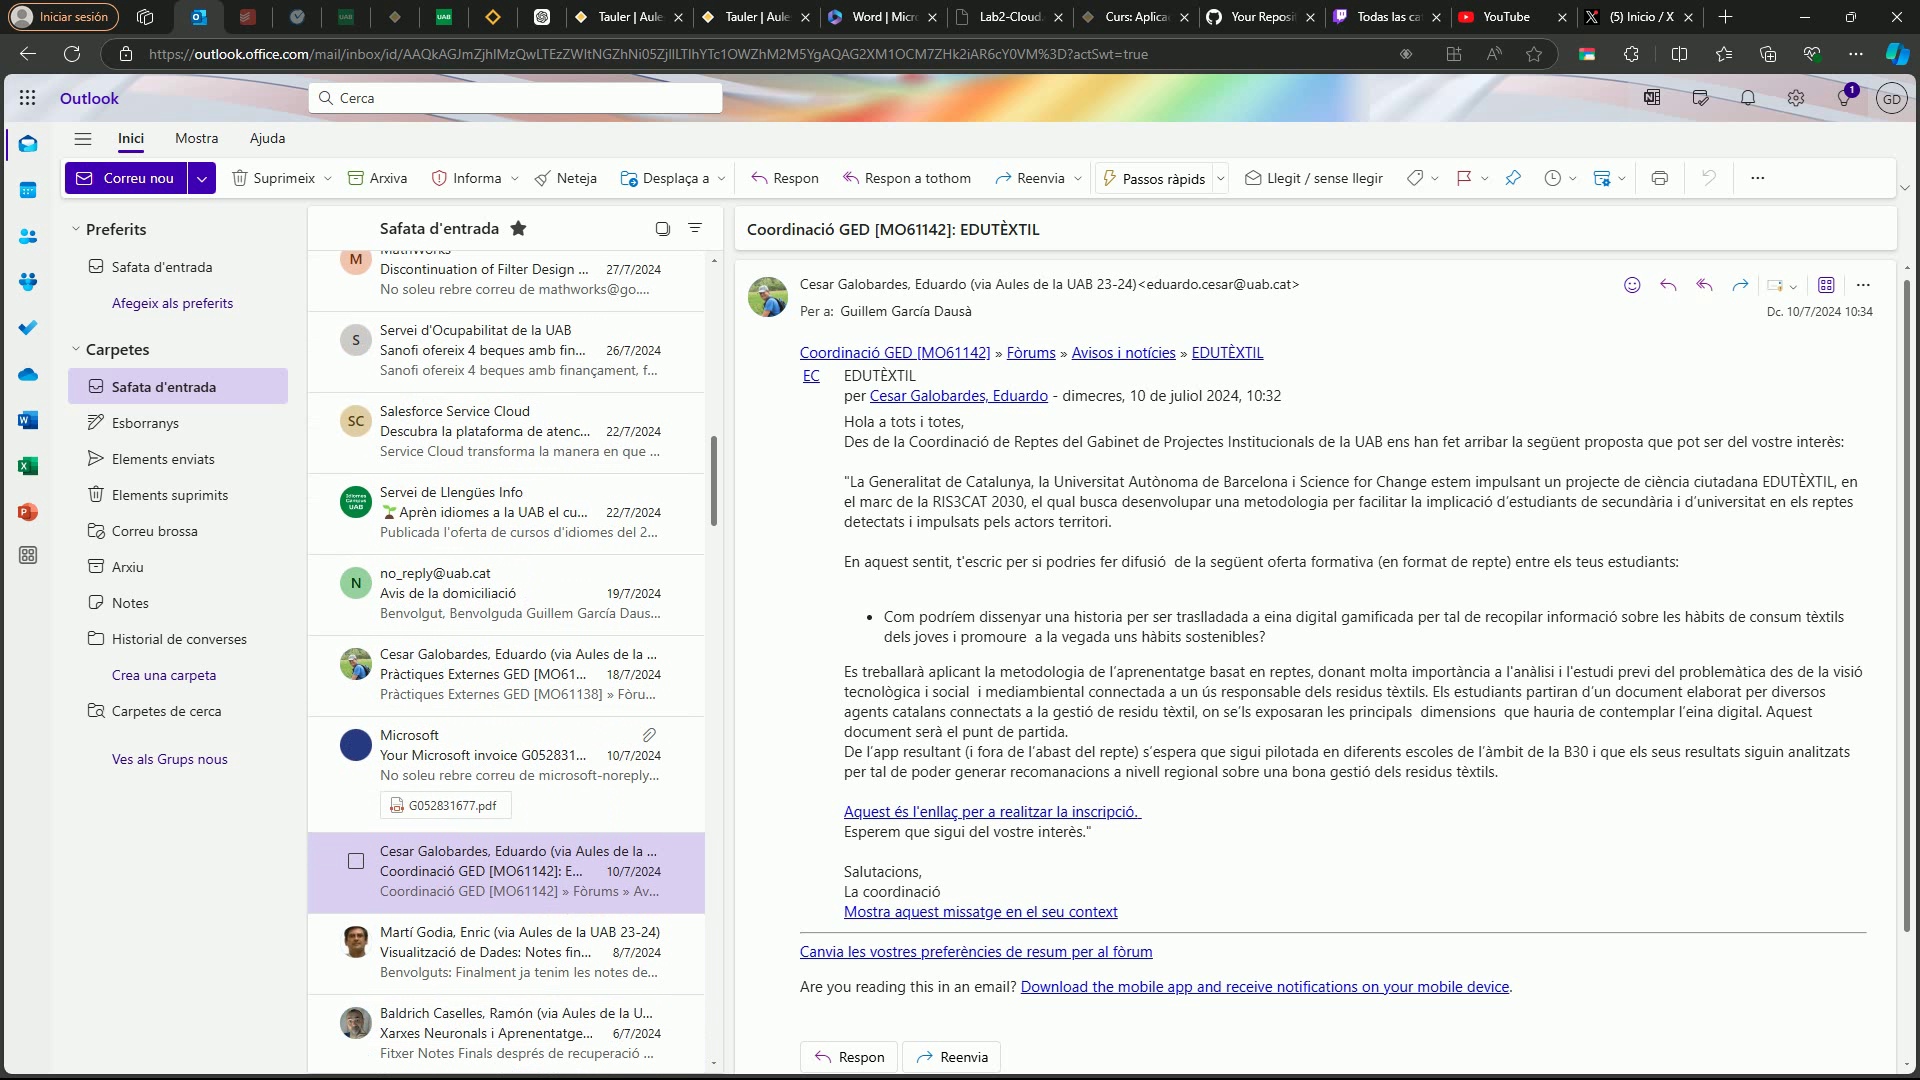 Iniciar sesión
Tauler | Aule
Tauler | Aule
Word | Micr
Lab2-Cloud.
Curs: Aplica
Your Reposi
Todas las ca
YouTube
(5) Inicio / X
https://outlook.office.com/mail/inbox/id/AAQkAGJmZjhlMzQwLTEzZWItNGZhNi05ZjllLTlhYTc1OWZhM2M5YgAQAG2XM1OCM7ZHk2iAR6cY0VM%3D?actSwt=true
Outlook
Cerca
1
GD
Inici
Mostra
Ajuda
Correu nou
Suprimeix
Arxiva
Informa
Neteja
Desplaça a
Respon
Respon a tothom
Reenvia
Passos ràpids
Llegit / sense llegir
Preferits
Safata d'entrada
Afegeix als preferits
Carpetes
Safata d'entrada
Esborranys
Elements enviats
Elements suprimits
Correu brossa
Arxiu
Notes
Historial de converses
Crea una carpeta
Carpetes de cerca
Ves als Grups nous
Safata d'entrada
M
MathWorks
Discontinuation of Filter Design ... 27/7/2024
No soleu rebre correu de mathworks@go....
S
Servei d'Ocupabilitat de la UAB
Sanofi ofereix 4 beques amb fin... 26/7/2024
Sanofi ofereix 4 beques amb finançament, f...
SC
Salesforce Service Cloud
Descubra la plataforma de atenc... 22/7/2024
Service Cloud transforma la manera en que ...
Servei de Llengües Info
Aprèn idiomes a la UAB el cu... 22/7/2024
Publicada l'oferta de cursos d'idiomes del 2...
N
no_reply@uab.cat
Avis de la domiciliació 19/7/2024
Benvolgut, Benvolguda Guillem García Daus...
Cesar Galobardes, Eduardo (via Aules de la ...
Pràctiques Externes GED [MO61... 18/7/2024
Pràctiques Externes GED [MO61138] » Fòru...
Microsoft
Your Microsoft invoice G052831... 10/7/2024
No soleu rebre correu de microsoft-noreply...
G052831677.pdf
Cesar Galobardes, Eduardo (via Aules de la ...
Coordinació GED [MO61142]: E... 10/7/2024
Coordinació GED [MO61142] » Fòrums » Av...
Martí Godia, Enric (via Aules de la UAB 23-24)
Visualització de Dades: Notes fin... 8/7/2024
Benvolguts: Finalment ja tenim les notes de...
Baldrich Caselles, Ramón (via Aules de la U...
Xarxes Neuronals i Aprenentatge... 6/7/2024
Fitxer Notes Finals després de recuperació ...
Coordinació GED [MO61142]: EDUTÈXTIL
Cesar Galobardes, Eduardo (via Aules de la UAB 23-24)<eduardo.cesar@uab.cat>
Per a: Guillem García Dausà
Dc. 10/7/2024 10:34
Coordinació GED [MO61142] » Fòrums » Avisos i notícies » EDUTÈXTIL
EC EDUTÈXTIL
per Cesar Galobardes, Eduardo - dimecres, 10 de juliol 2024, 10:32
Hola a tots i totes,
Des de la Coordinació de Reptes del Gabinet de Projectes Institucionals de la UAB ens han fet arribar la següent proposta que pot ser del vostre interès:
"La Generalitat de Catalunya, la Universitat Autònoma de Barcelona i Science for Change estem impulsant un projecte de ciència ciutadana EDUTÈXTIL, en
el marc de la RIS3CAT 2030, el qual busca desenvolupar una metodologia per facilitar la implicació d'estudiants de secundària i d'universitat en els reptes
detectats i impulsats pels actors territori.
En aquest sentit, t'escric per si podries fer difusió de la següent oferta formativa (en format de repte) entre els teus estudiants:
• Com podríem dissenyar una historia per ser traslladada a eina digital gamificada per tal de recopilar informació sobre les hàbits de consum tèxtils
dels joves i promoure a la vegada uns hàbits sostenibles?
Es treballarà aplicant la metodologia de l'aprenentatge basat en reptes, donant molta importància a l'anàlisi i l'estudi previ del problemàtica des de la visió
tecnològica i social i mediambiental connectada a un ús responsable dels residus tèxtils. Els estudiants partiran d'un document elaborat per diversos
agents catalans connectats a la gestió de residu tèxtil, on se'ls exposaran les principals dimensions que hauria de contemplar l'eina digital. Aquest
document serà el punt de partida.
De l'app resultant (i fora de l'abast del repte) s'espera que sigui pilotada en diferents escoles de l'àmbit de la B30 i que els seus resultats siguin analitzats
per tal de poder generar recomanacions a nivell regional sobre una bona gestió dels residus tèxtils.
Aquest és l'enllaç per a realitzar la inscripció.
Esperem que sigui del vostre interès."
Salutacions,
La coordinació
Mostra aquest missatge en el seu context
Canvia les vostres preferències de resum per al fòrum
Are you reading this in an email? Download the mobile app and receive notifications on your mobile device.
Respon
Reenvia